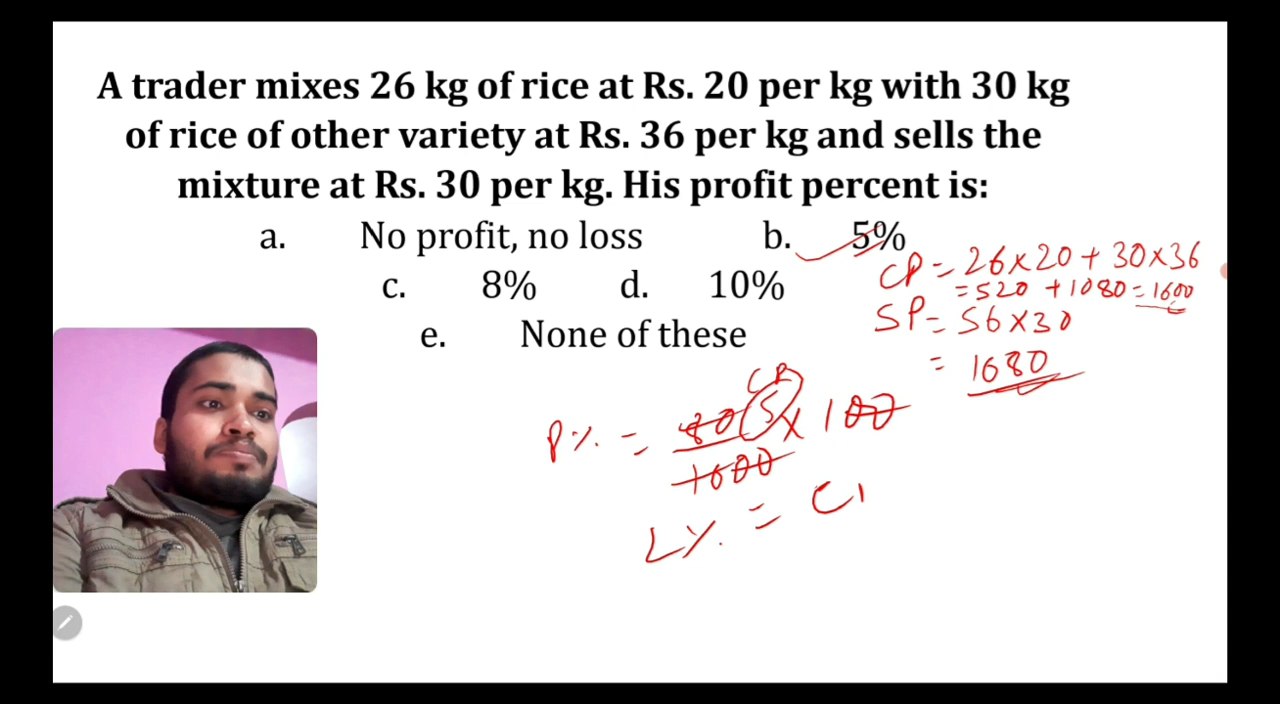 A trader mixes 26 kg of rice at Rs. 20 per kg with 30 kg
of rice of other variety at Rs. 36 per kg and sells the
mixture at Rs. 30 per kg. His profit percent is:
a. No profit, no loss b. 5%
c. 8% d. 10%
e. None of these
CP = 26×20 + 30×36
= 520 + 1080 = 1600
SP = 56×30
= 1680
CP
P% = 80 5 × 100
1600
L% = C